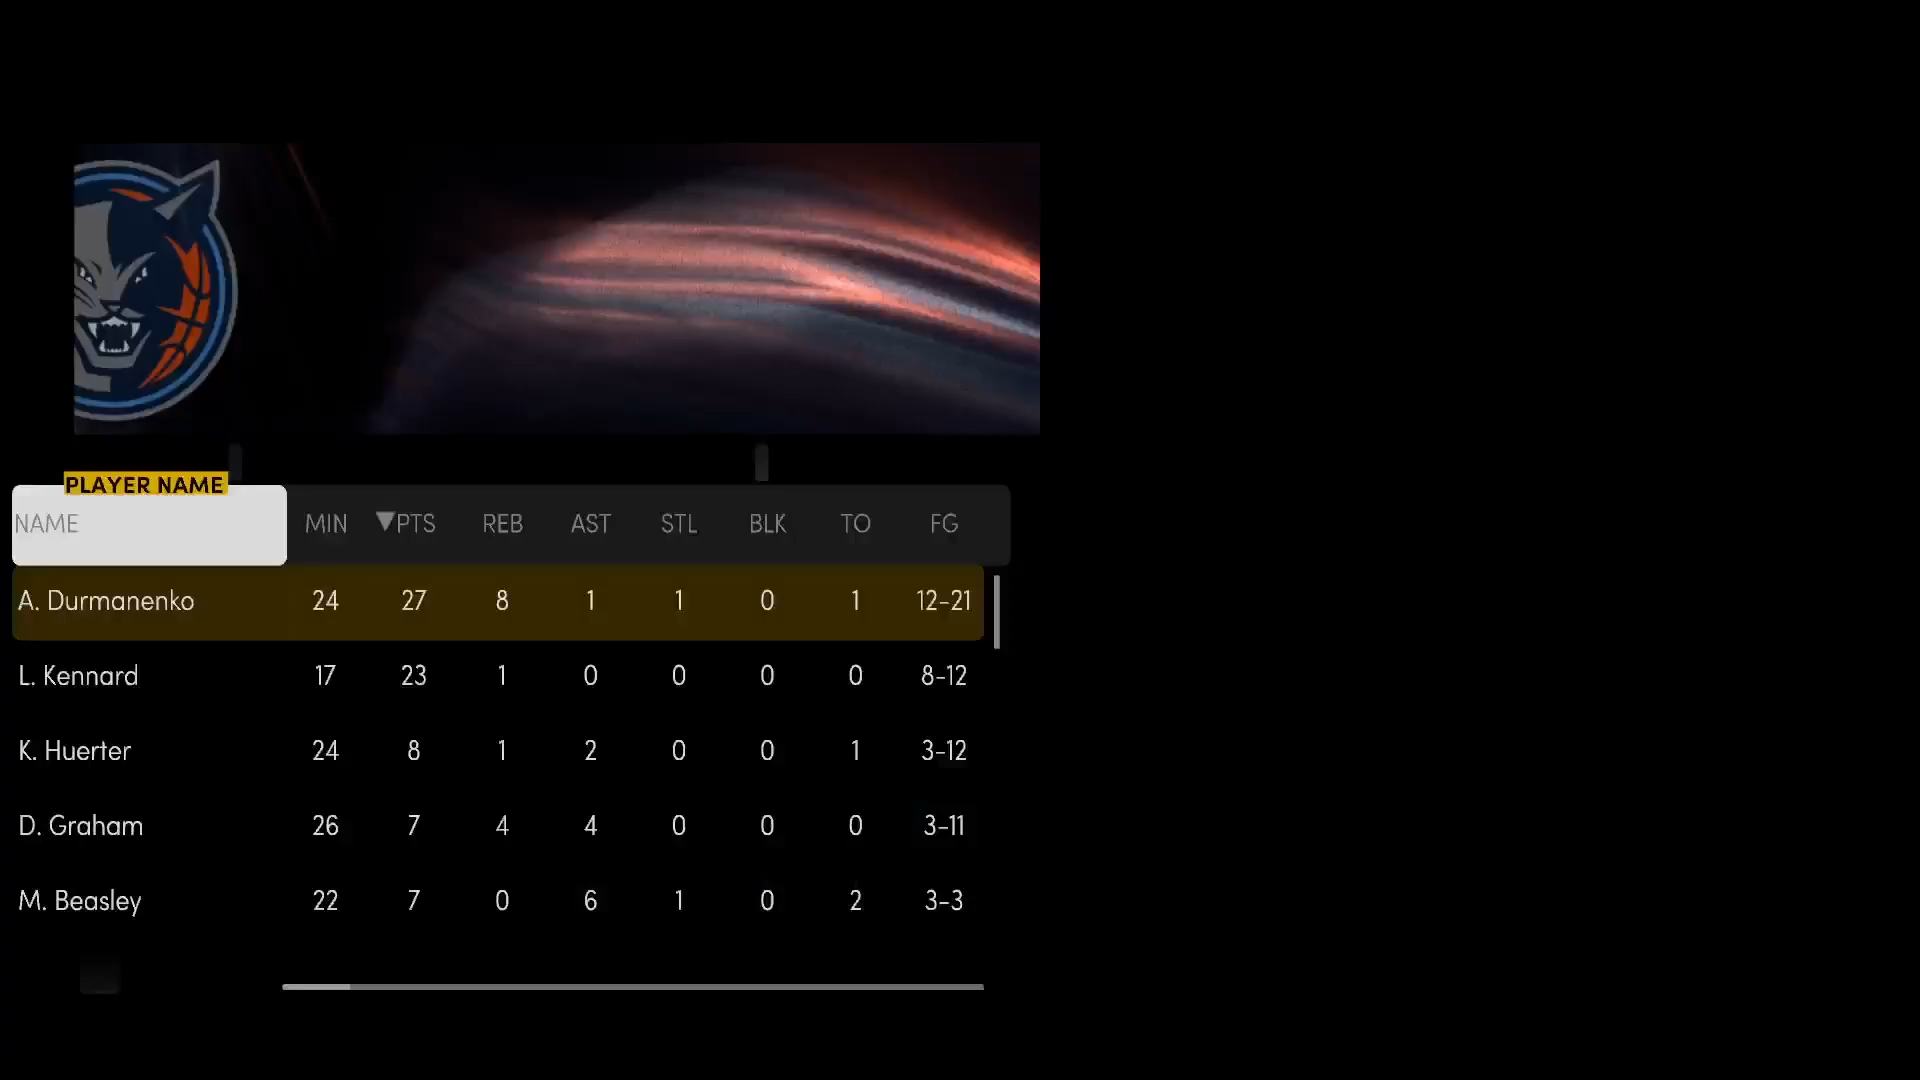 PLAYER NAME
NAME MIN ▼PTS REB AST STL BLK TO FG
A. Durmanenko 24 27 8 1 1 0 1 12-21
L. Kennard 17 23 1 0 0 0 0 8-12
K. Huerter 24 8 1 2 0 0 1 3-12
D. Graham 26 7 4 4 0 0 0 3-11
M. Beasley 22 7 0 6 1 0 2 3-3